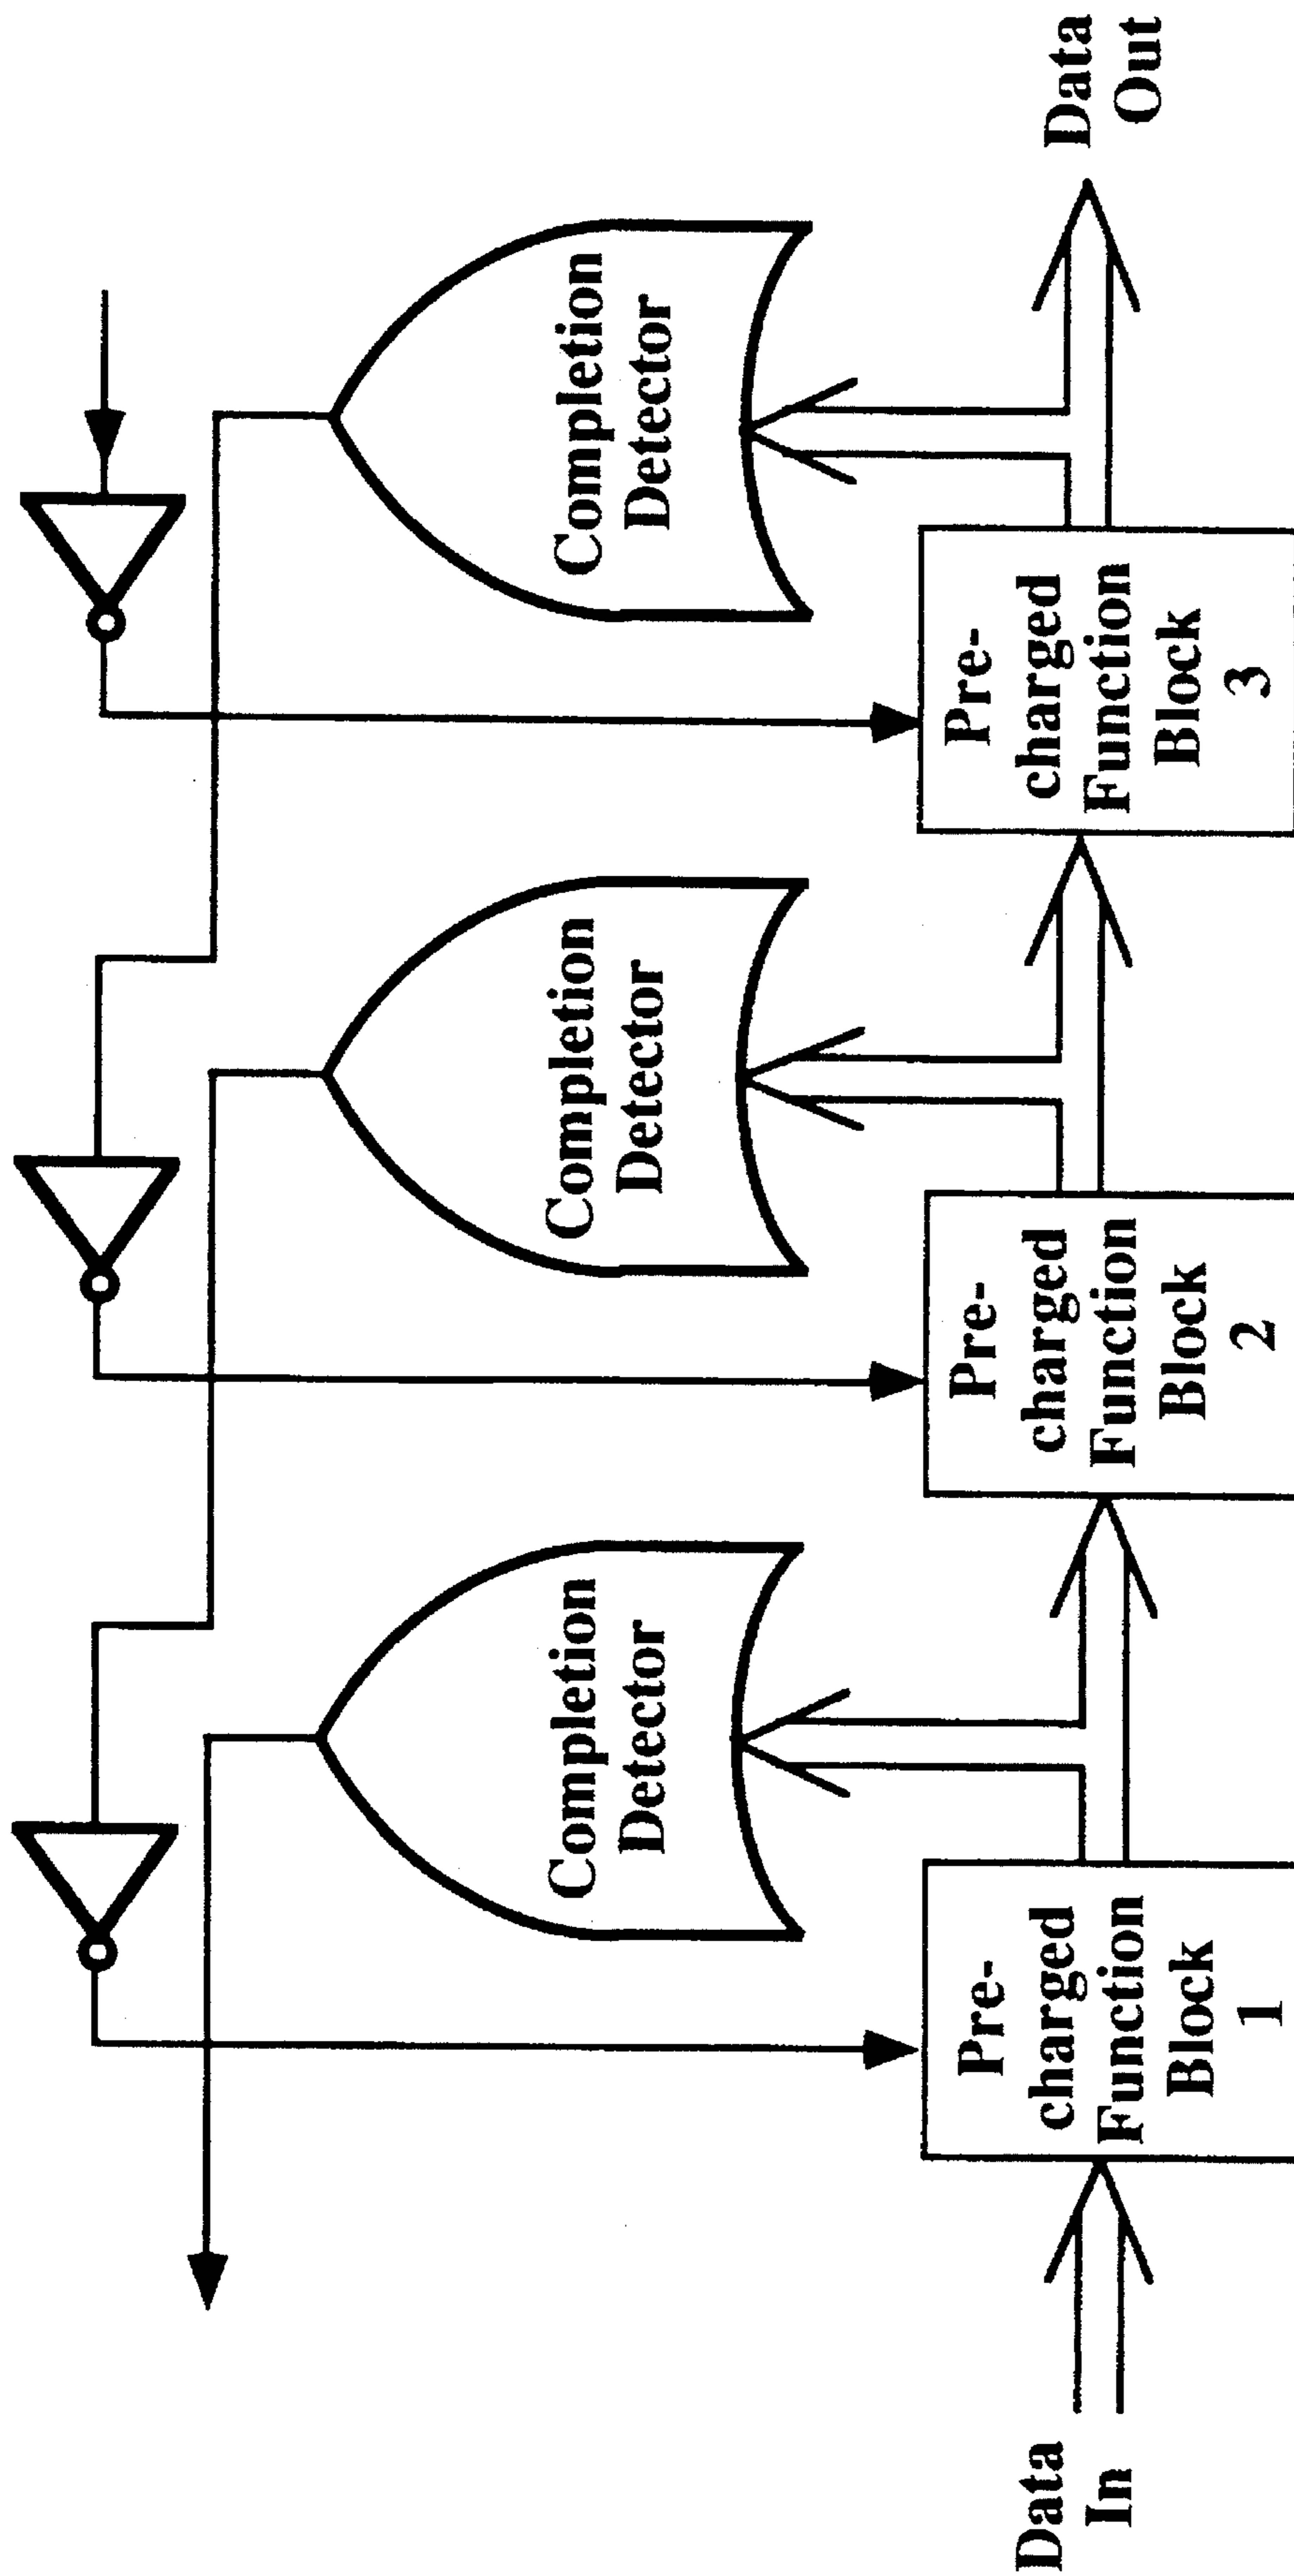 Data
In
Pre-
charged
Function
Block
1
Completion
Detector
Pre-
charged
Function
Block
2
Completion
Detector
Pre-
charged
Function
Block
3
Completion
Detector
Data
Out